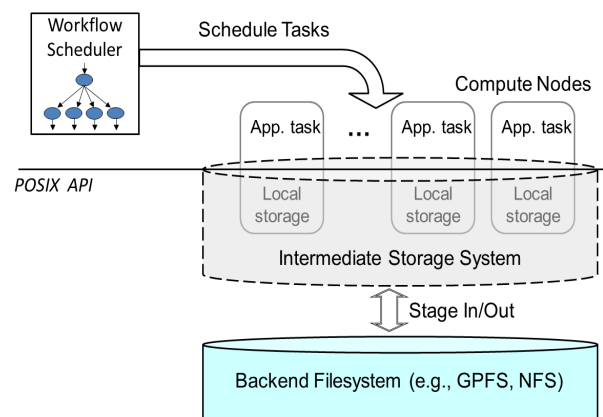 Workflow
Scheduler
Schedule Tasks
Compute Nodes
App. task
...
App. task
App. task
POSIX API
Local
storage
Local
storage
Local
storage
Intermediate Storage System
Stage In/Out
Backend Filesystem (e.g., GPFS, NFS)